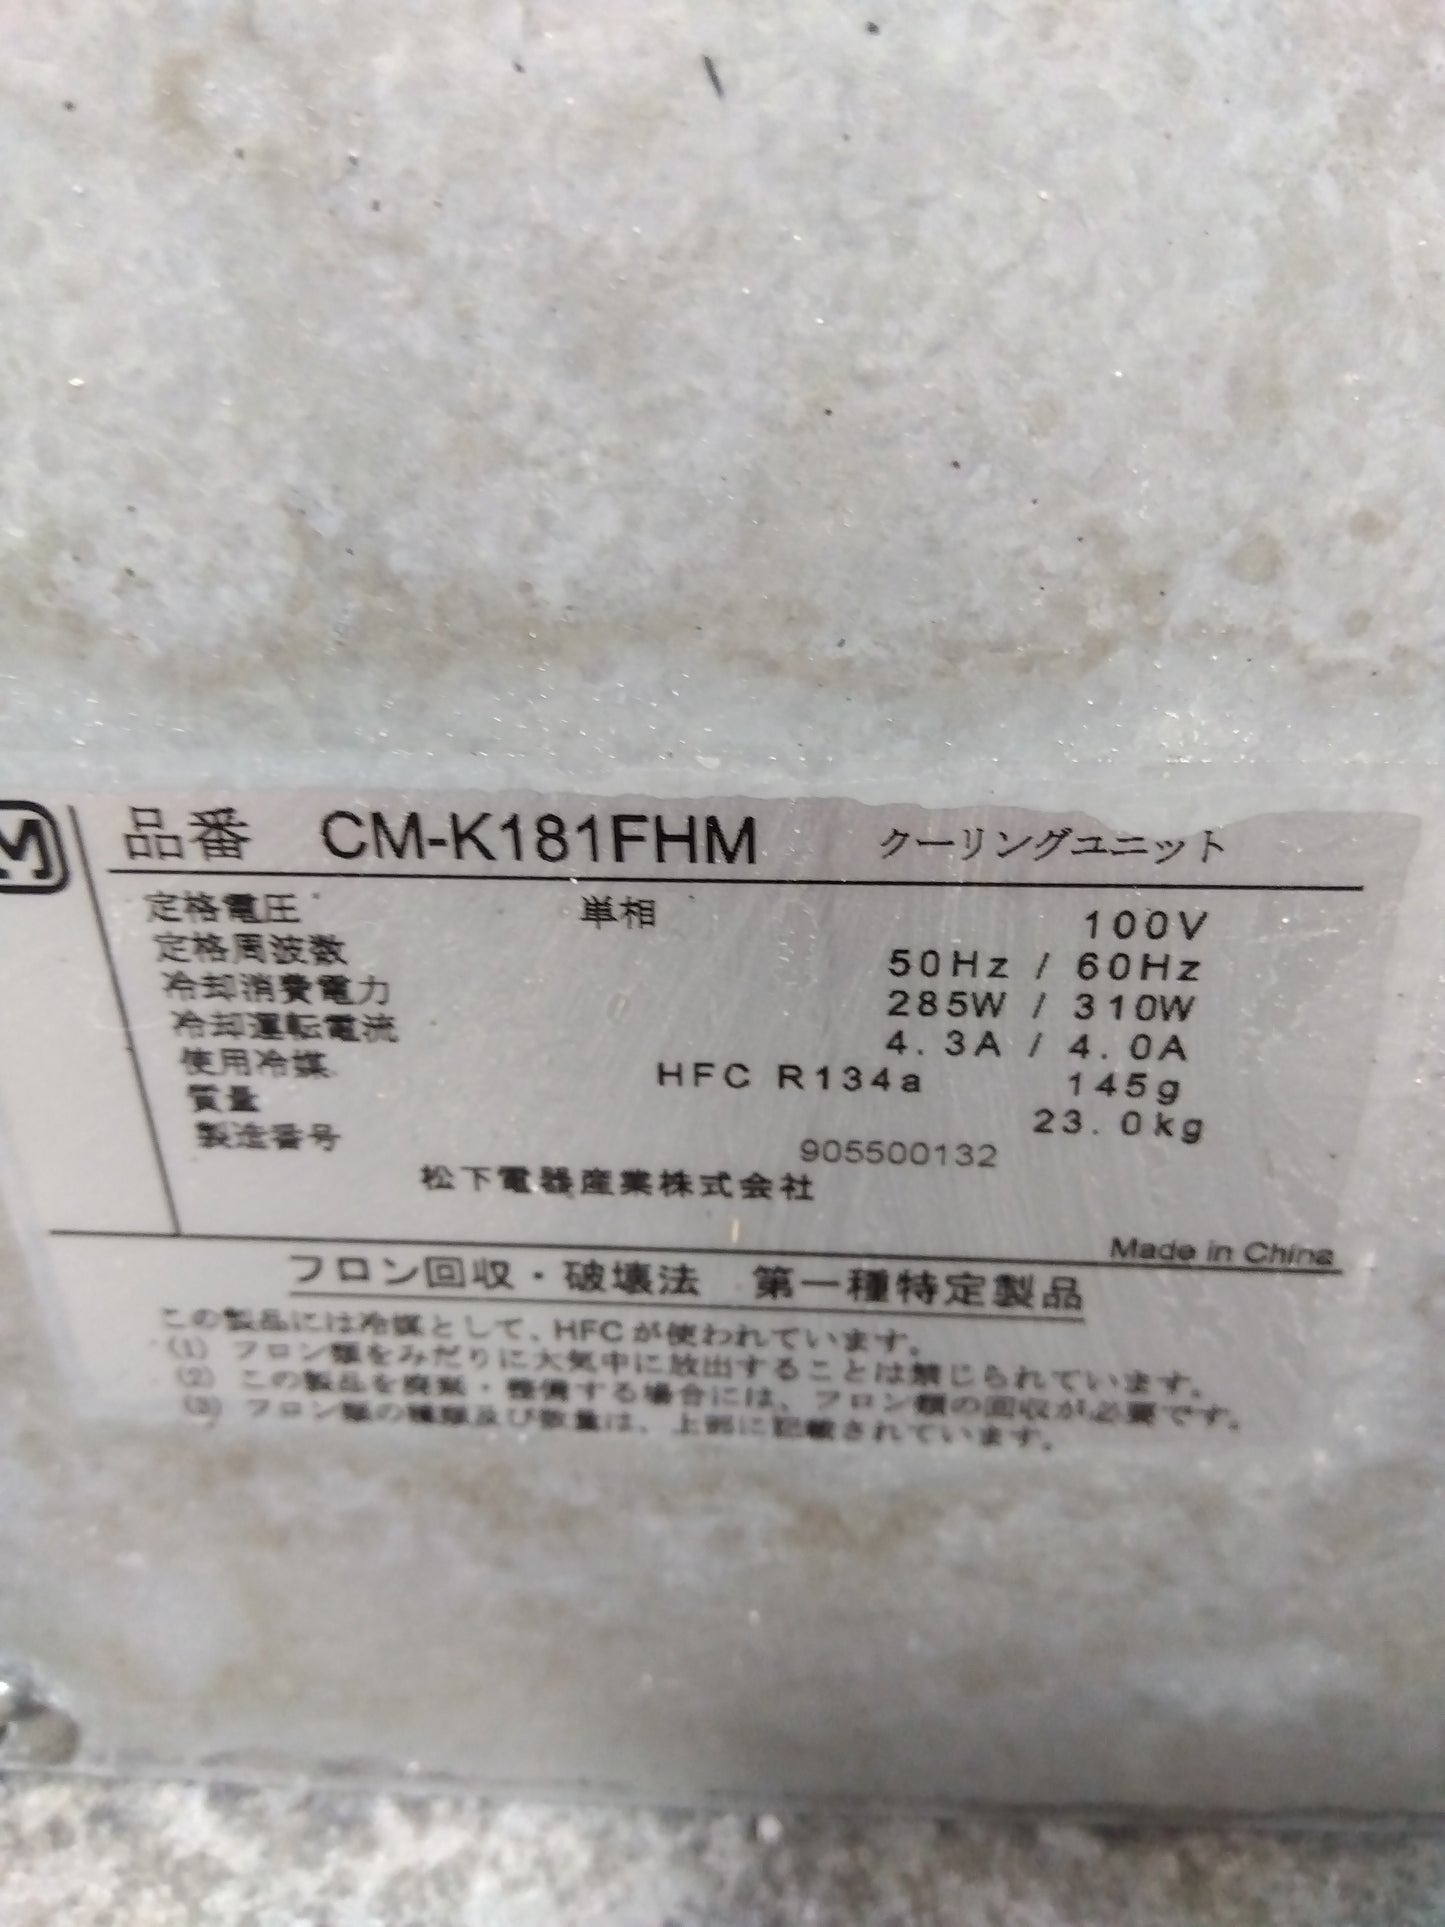 M
品番 CM-K181FHM クーリングユニット
定格電圧 単相 100V
定格周波数 50Hz / 60Hz
冷却消費電力 285W / 310W
冷却運転電流 4.3A / 4.0A
使用冷媒 HFC R134a 145g
質量 23.0kg
製造番号 905500132
松下電器産業株式会社
Made in China
フロン回収・破壊法 第一種特定製品
この製品には冷媒として、HFCが使われています。
(1) フロン類をみだりに大気中に放出することは禁じられています。
(2) この製品を廃棄・整備する場合には、フロン類の回収が必要です。
(3) フロン類の種類及び数量は、上部に記載されています。